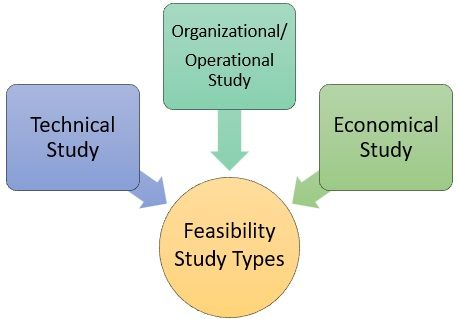 Organizational/
Operational
Study
Technical
Study
Economical
Study
Feasibility
Study Types